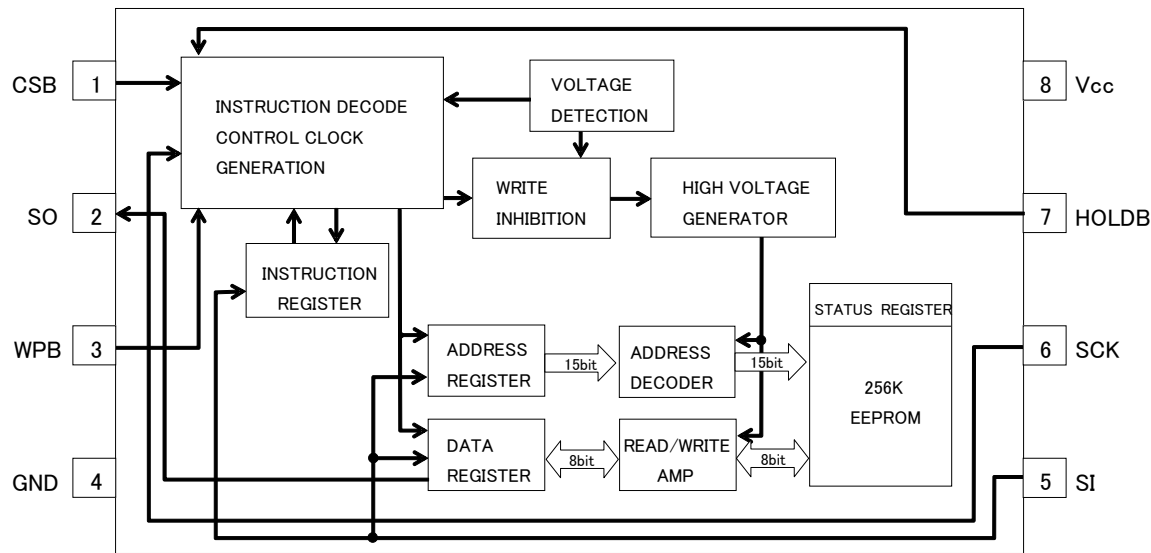 CSB
1
SO
2
WPB
3
GND
4
INSTRUCTION DECODE
CONTROL CLOCK
GENERATION
VOLTAGE
DETECTION
WRITE
INHIBITION
HIGH VOLTAGE
GENERATOR
INSTRUCTION
REGISTER
ADDRESS
REGISTER
15bit
ADDRESS
DECODER
15bit
STATUS REGISTER
256K
EEPROM
DATA
REGISTER
8bit
READ/WRITE
AMP
8bit
8
Vcc
7
HOLDB
6
SCK
5
SI